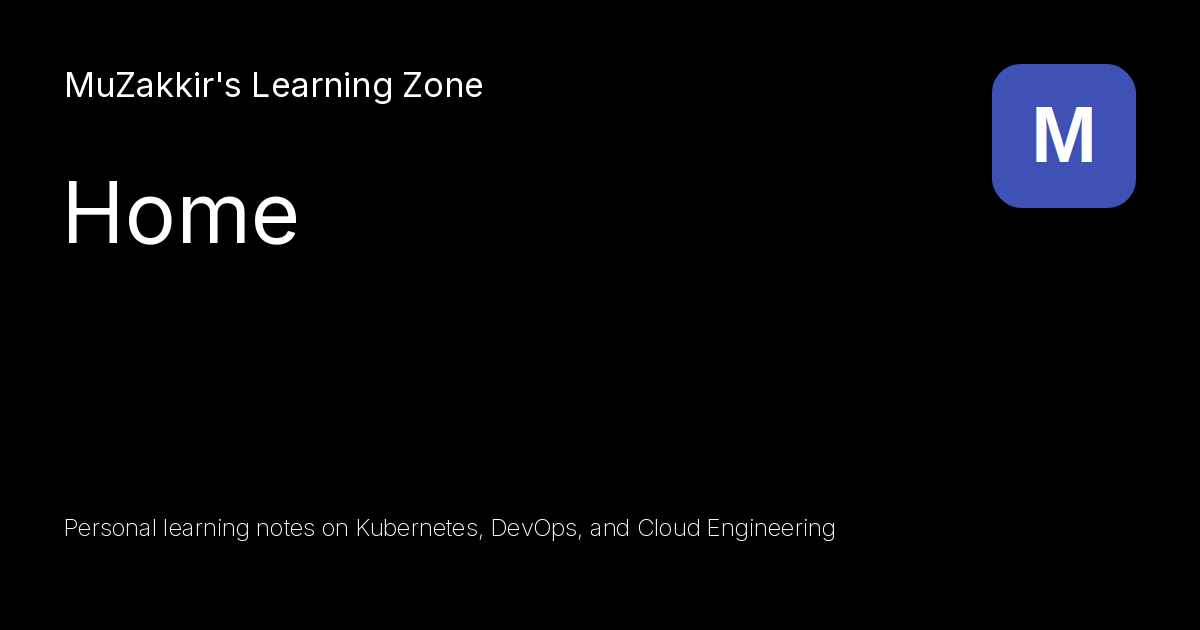 MuZakkir's Learning Zone
M
Home
Personal learning notes on Kubernetes, DevOps, and Cloud Engineering